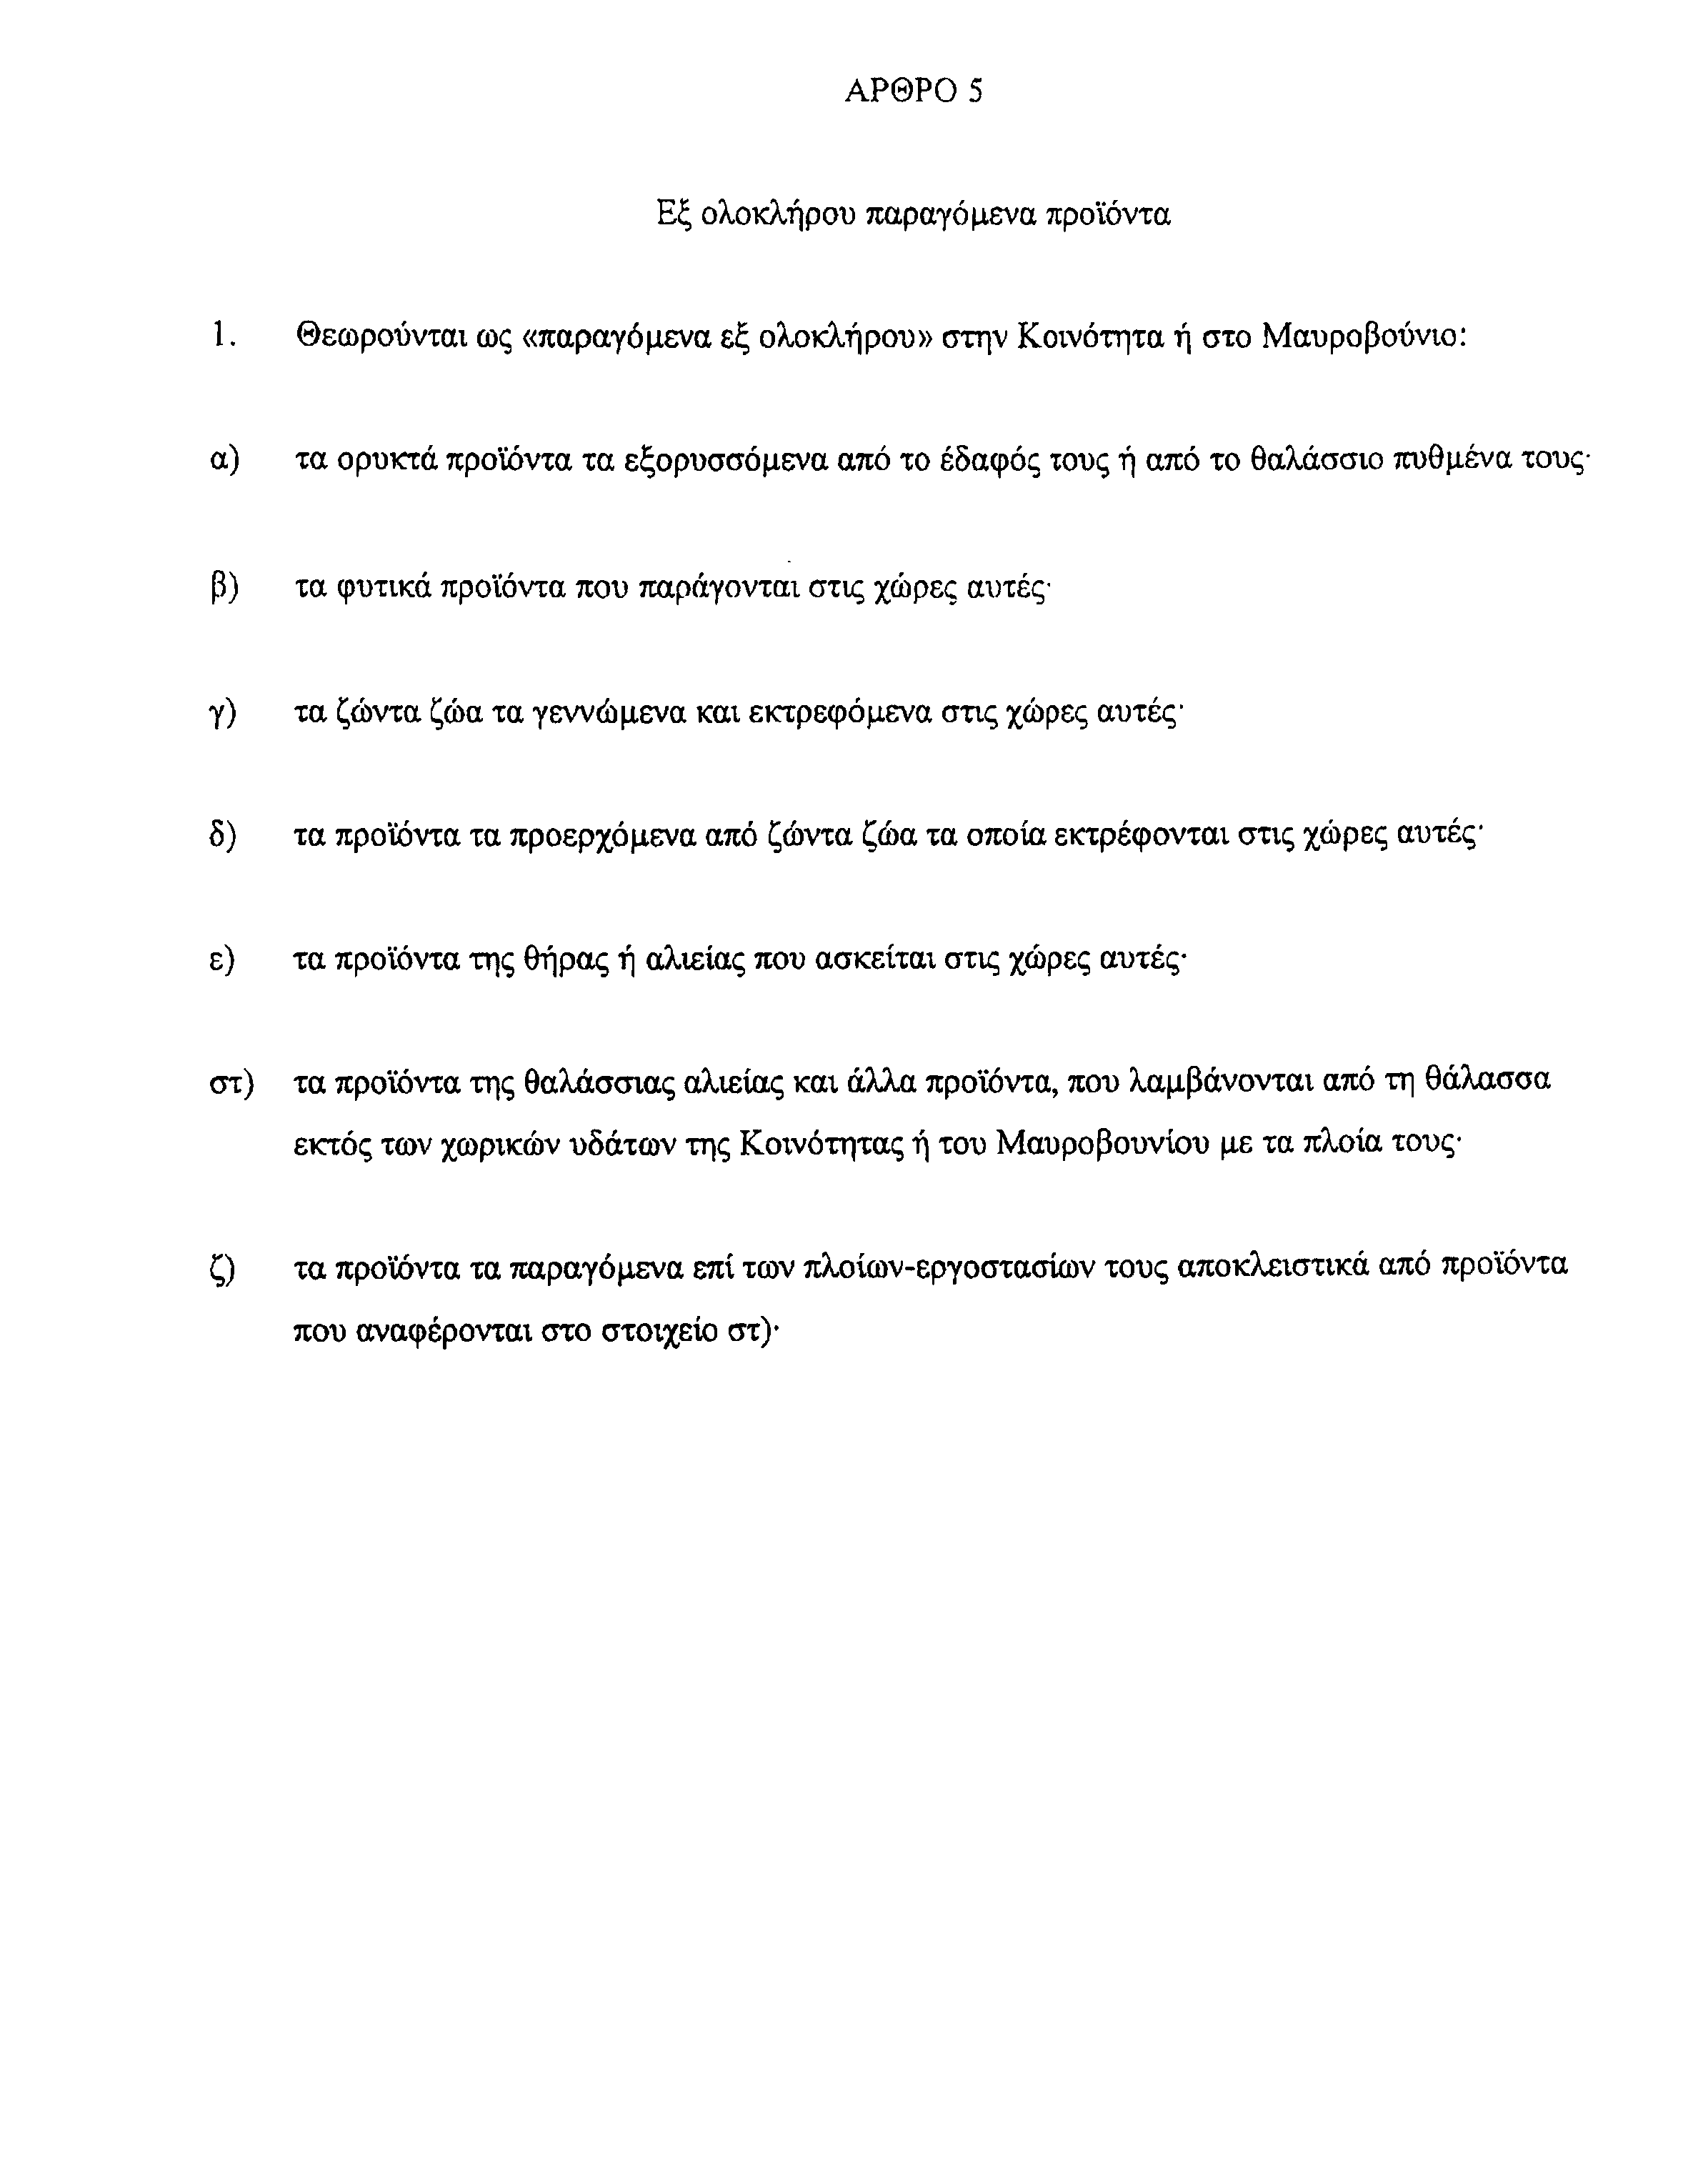 ΑΡΘΡΟ 5
Εξ ολοκλήρου παραγόμενα προϊόντα
1. Θεωρούνται ως «παραγόμενα εξ ολοκλήρου» στην Κοινότητα ή στο Μαυροβούνιο:
α) τα ορυκτά προϊόντα τα εξορυσσόμενα από το έδαφός τους ή από το θαλάσσιο πυθμένα τους·
β) τα φυτικά προϊόντα που παράγονται στις χώρες αυτές·
γ) τα ζώντα ζώα τα γεννώμενα και εκτρεφόμενα στις χώρες αυτές·
δ) τα προϊόντα τα προερχόμενα από ζώντα ζώα τα οποία εκτρέφονται στις χώρες αυτές·
ε) τα προϊόντα της θήρας ή αλιείας που ασκείται στις χώρες αυτές·
στ) τα προϊόντα της θαλάσσιας αλιείας και άλλα προϊόντα, που λαμβάνονται από τη θάλασσα
εκτός των χωρικών υδάτων της Κοινότητας ή του Μαυροβουνίου με τα πλοία τους·
ζ) τα προϊόντα τα παραγόμενα επί των πλοίων-εργοστασίων τους αποκλειστικά από προϊόντα
που αναφέρονται στο στοιχείο στ)·